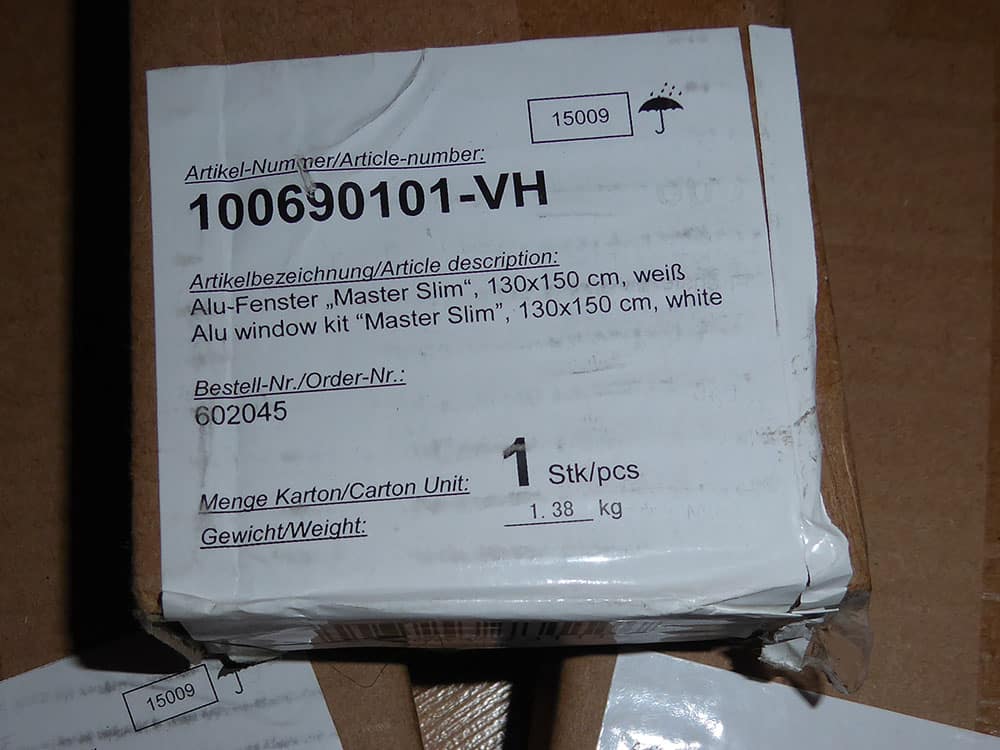 15009
Artikel-Nummer/Article-number:
100690101-VH
Artikelbezeichnung/Article description:
Alu-Fenster „Master Slim“, 130x150 cm, weiß
Alu window kit “Master Slim”, 130x150 cm, white
Bestell-Nr./Order-Nr.:
602045
Menge Karton/Carton Unit: 1 Stk/pcs
Gewicht/Weight: 1. 38 kg
15009